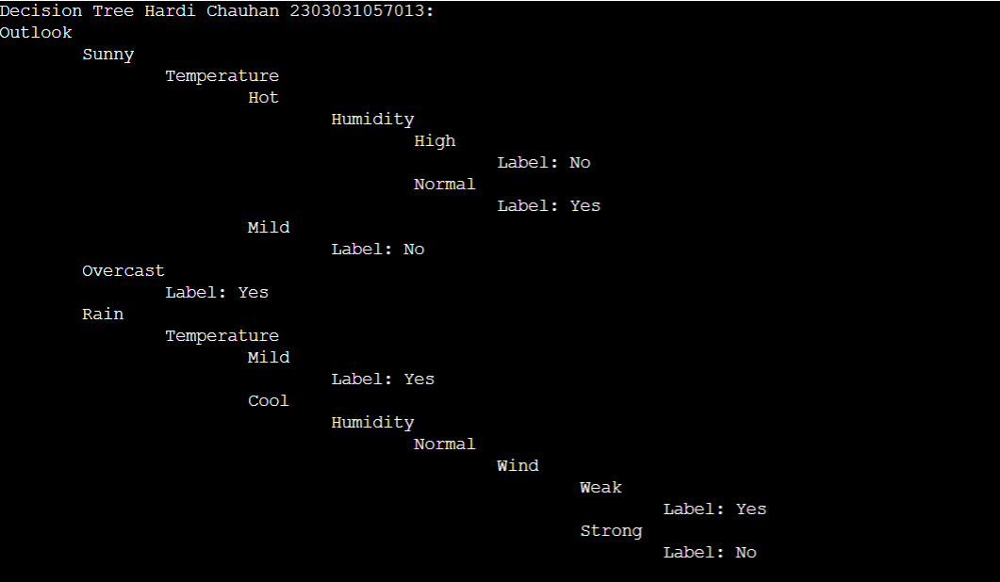 Decision Tree Hardi Chauhan 2303031057013:
Outlook
Sunny
Temperature
Hot
Humidity
High
Label: No
Normal
Label: Yes
Mild
Label: No
Overcast
Label: Yes
Rain
Temperature
Mild
Label: Yes
Cool
Humidity
Normal
Wind
Weak
Label: Yes
Strong
Label: No